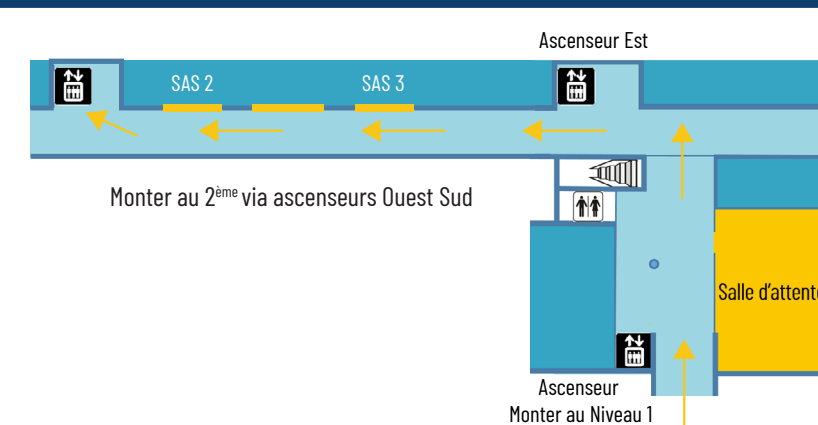 Ascenseur Est
SAS 2
SAS 3
Monter au 2ème via ascenseurs Ouest Sud
Salle d'attente
Ascenseur
Monter au Niveau 1